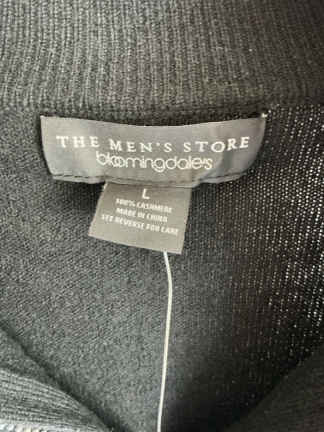 THE MEN'S STORE
bloomingdale's
L
100% CASHMERE
MADE IN CHINA
SEE REVERSE FOR CARE